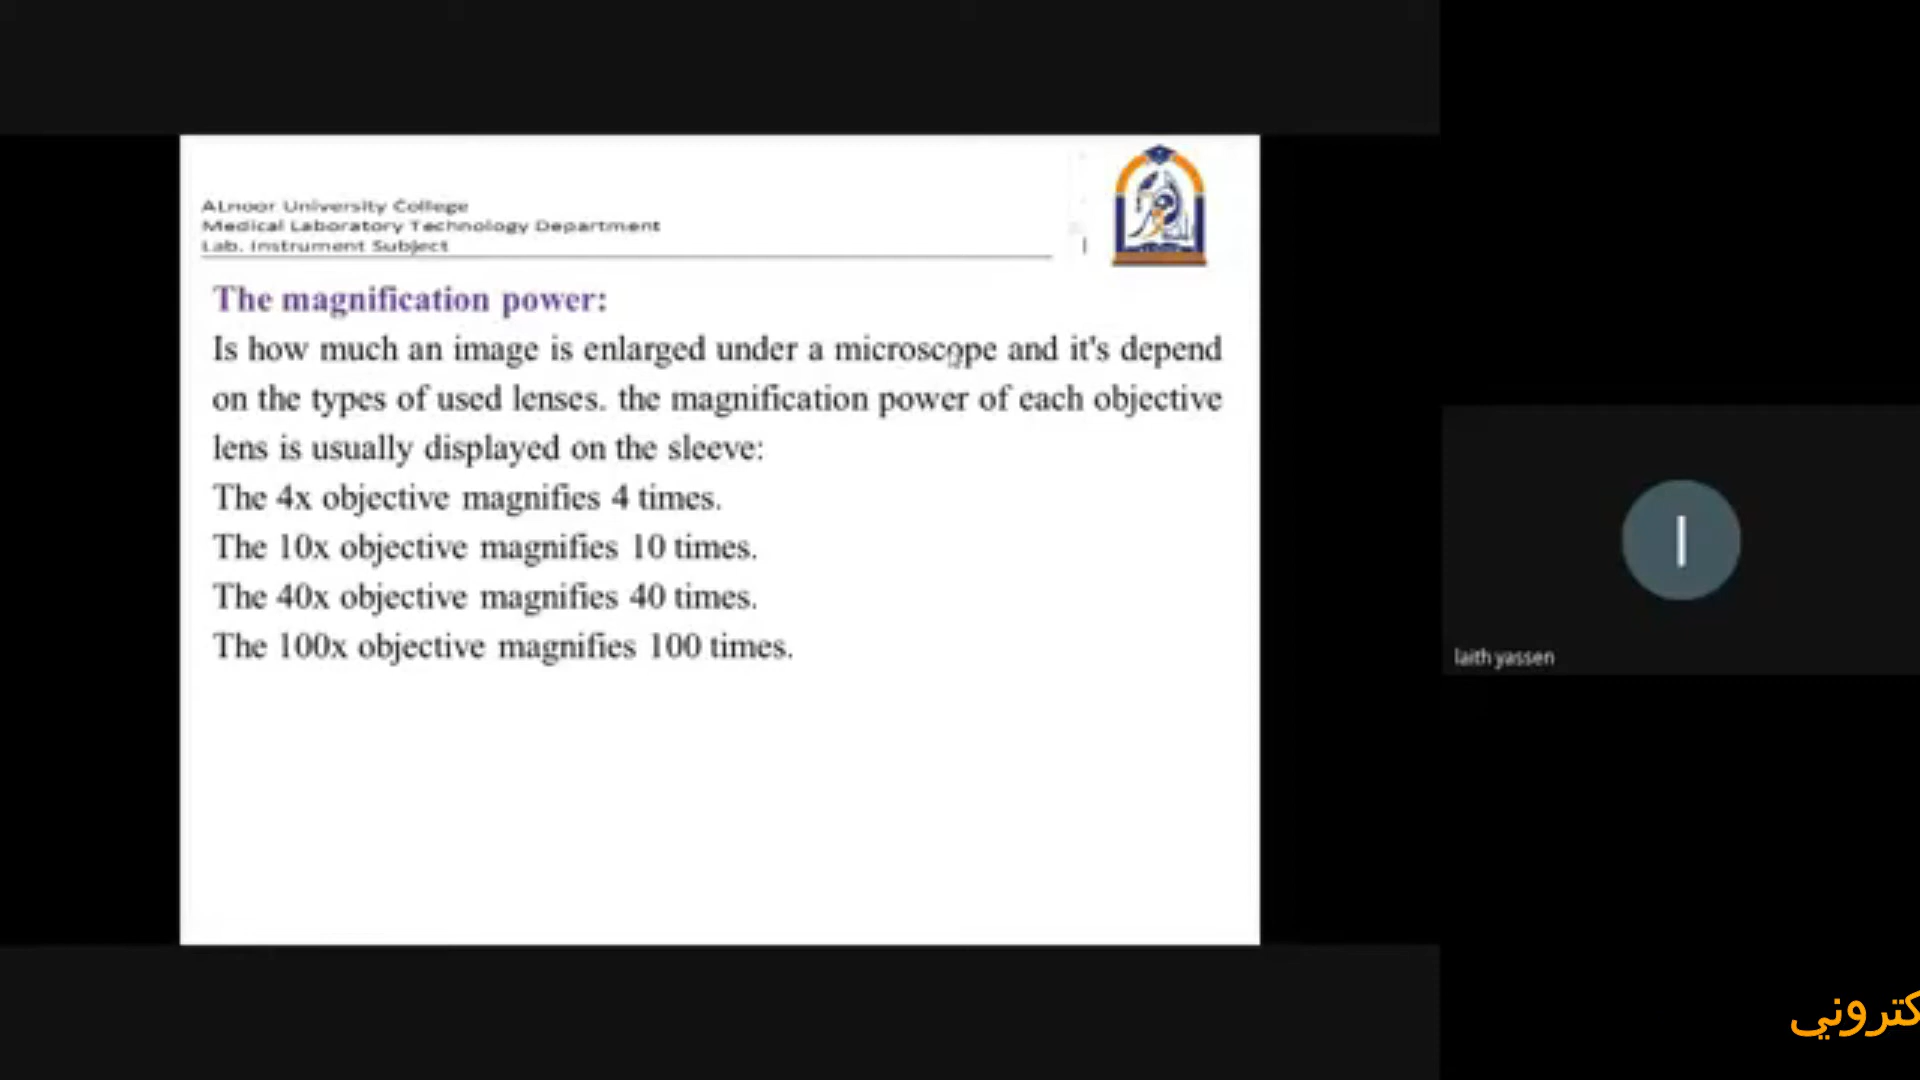 ALnoor University College
Medical Laboratory Technology Department
Lab. Instrument Subject
The magnification power:
Is how much an image is enlarged under a microscope and it's depend
on the types of used lenses. the magnification power of each objective
lens is usually displayed on the sleeve:
The 4x objective magnifies 4 times.
The 10x objective magnifies 10 times.
The 40x objective magnifies 40 times.
The 100x objective magnifies 100 times.
l
laith yassen
كتروني